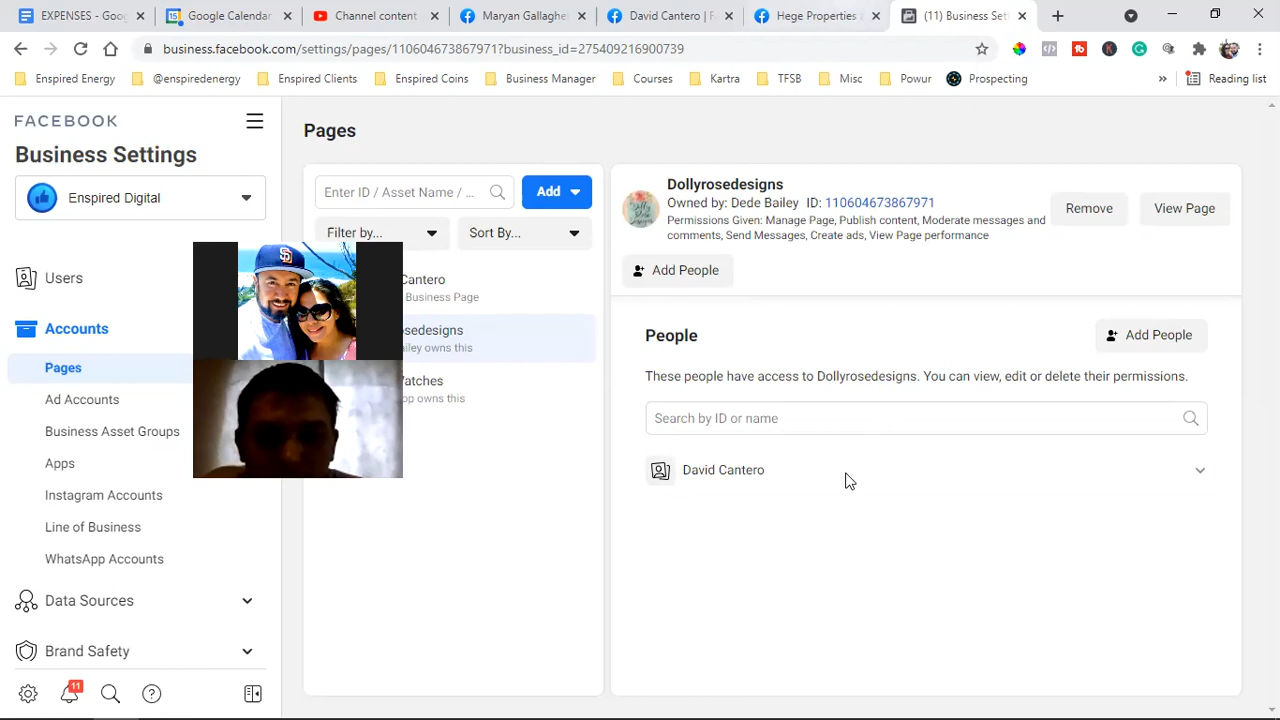 EXPENSES - Goog
15
Google Calendar
Channel content
Maryan Gallaghe
David Cantero | F
Hege Properties a
(11) Business Set
business.facebook.com/settings/pages/110604673867971?business_id=275409216900739
Enspired Energy
@enspiredenergy
Enspired Clients
Enspired Coins
Business Manager
Courses
Kartra
TFSB
Misc
Powur
Prospecting
»
Reading list
FACEBOOK
Business Settings
Enspired Digital
Users
Accounts
Pages
Ad Accounts
Business Asset Groups
Apps
Instagram Accounts
Line of Business
WhatsApp Accounts
Data Sources
Brand Safety
11
Pages
Enter ID / Asset Name / ...
Add
Filter by...
Sort By...
Cantero
Business Page
osedesigns
ailey owns this
Vatches
op owns this
Dollyrosedesigns
Owned by: Dede Bailey ID: 110604673867971
Permissions Given: Manage Page, Publish content, Moderate messages and
comments, Send Messages, Create ads, View Page performance
Remove
View Page
Add People
People
Add People
These people have access to Dollyrosedesigns. You can view, edit or delete their permissions.
Search by ID or name
David Cantero